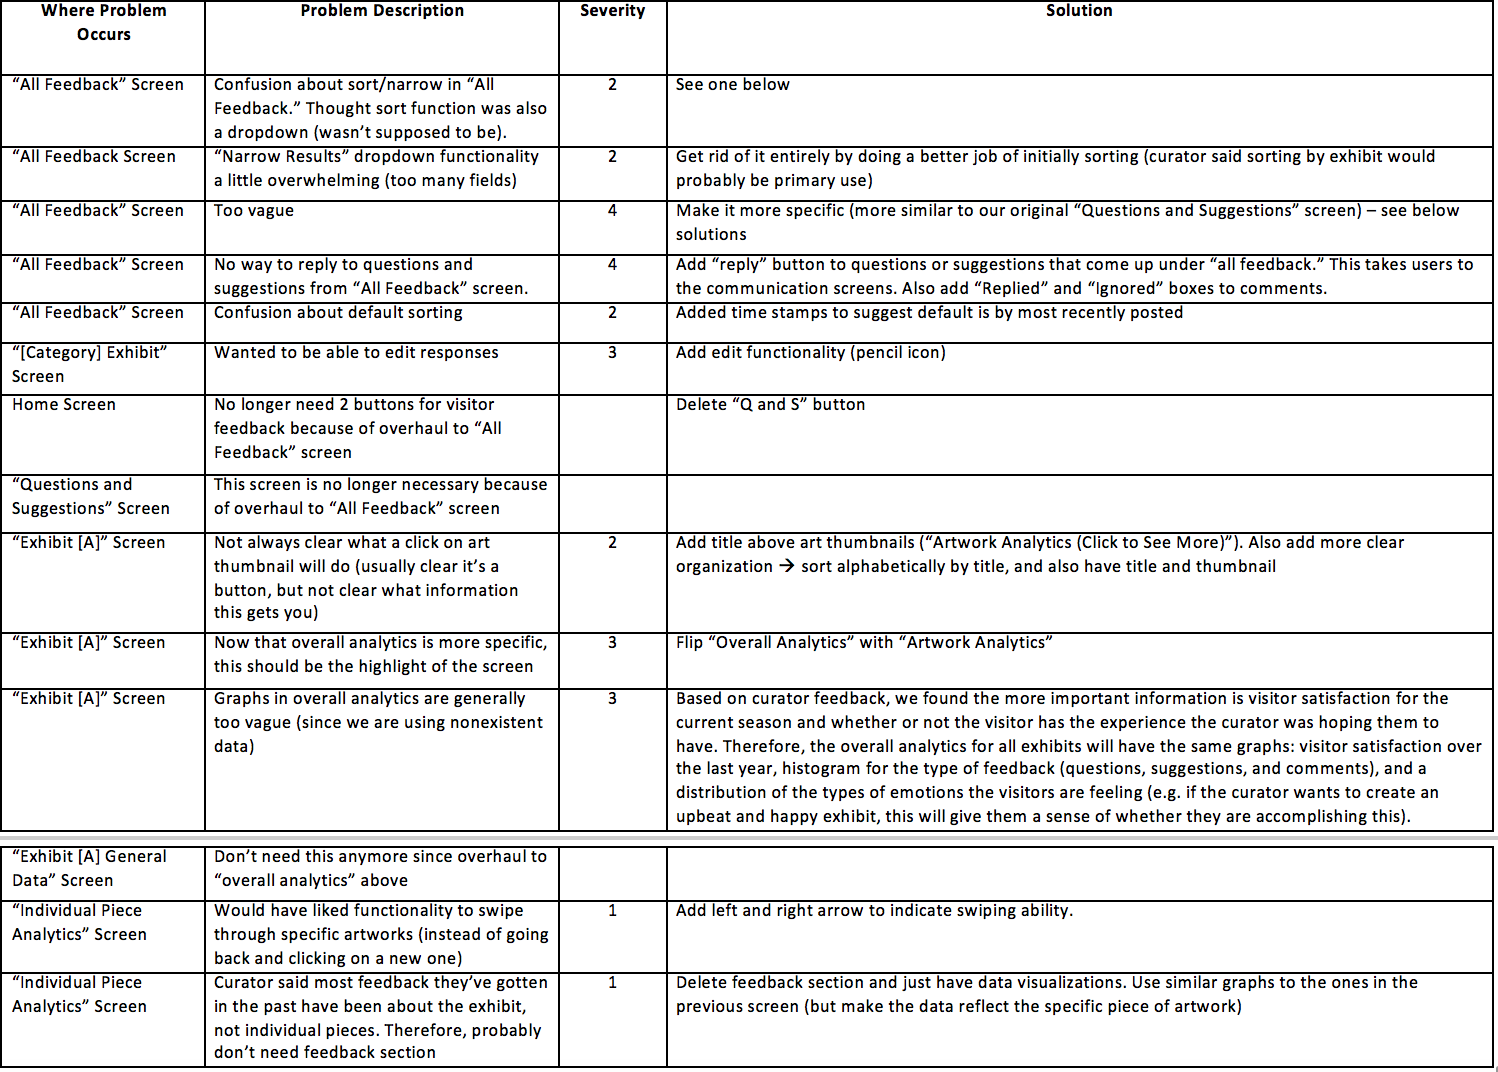 Where Problem
Occurs
Problem Description
Severity
Solution
“All Feedback” Screen
Confusion about sort/narrow in “All
Feedback.” Thought sort function was also
a dropdown (wasn’t supposed to be).
2
See one below
“All Feedback Screen
“Narrow Results” dropdown functionality
a little overwhelming (too many fields)
2
Get rid of it entirely by doing a better job of initially sorting (curator said sorting by exhibit would
probably be primary use)
“All Feedback” Screen
Too vague
4
Make it more specific (more similar to our original “Questions and Suggestions” screen) – see below
solutions
“All Feedback” Screen
No way to reply to questions and
suggestions from “All Feedback” screen.
4
Add “reply” button to questions or suggestions that come up under “all feedback.” This takes users to
the communication screens. Also add “Replied” and “Ignored” boxes to comments.
“All Feedback” Screen
Confusion about default sorting
2
Added time stamps to suggest default is by most recently posted
“[Category] Exhibit”
Screen
Wanted to be able to edit responses
3
Add edit functionality (pencil icon)
Home Screen
No longer need 2 buttons for visitor
feedback because of overhaul to “All
Feedback” screen
Delete “Q and S” button
“Questions and
Suggestions” Screen
This screen is no longer necessary because
of overhaul to “All Feedback” screen
“Exhibit [A]” Screen
Not always clear what a click on art
thumbnail will do (usually clear it’s a
button, but not clear what information
this gets you)
2
Add title above art thumbnails (“Artwork Analytics (Click to See More)”). Also add more clear
organization → sort alphabetically by title, and also have title and thumbnail
“Exhibit [A]” Screen
Now that overall analytics is more specific,
this should be the highlight of the screen
3
Flip “Overall Analytics” with “Artwork Analytics”
“Exhibit [A]” Screen
Graphs in overall analytics are generally
too vague (since we are using nonexistent
data)
3
Based on curator feedback, we found the more important information is visitor satisfaction for the
current season and whether or not the visitor has the experience the curator was hoping them to
have. Therefore, the overall analytics for all exhibits will have the same graphs: visitor satisfaction over
the last year, histogram for the type of feedback (questions, suggestions, and comments), and a
distribution of the types of emotions the visitors are feeling (e.g. if the curator wants to create an
upbeat and happy exhibit, this will give them a sense of whether they are accomplishing this).
“Exhibit [A] General
Data” Screen
Don’t need this anymore since overhaul to
“overall analytics” above
“Individual Piece
Analytics” Screen
Would have liked functionality to swipe
through specific artworks (instead of going
back and clicking on a new one)
1
Add left and right arrow to indicate swiping ability.
“Individual Piece
Analytics” Screen
Curator said most feedback they’ve gotten
in the past have been about the exhibit,
not individual pieces. Therefore, probably
don’t need feedback section
1
Delete feedback section and just have data visualizations. Use similar graphs to the ones in the
previous screen (but make the data reflect the specific piece of artwork)